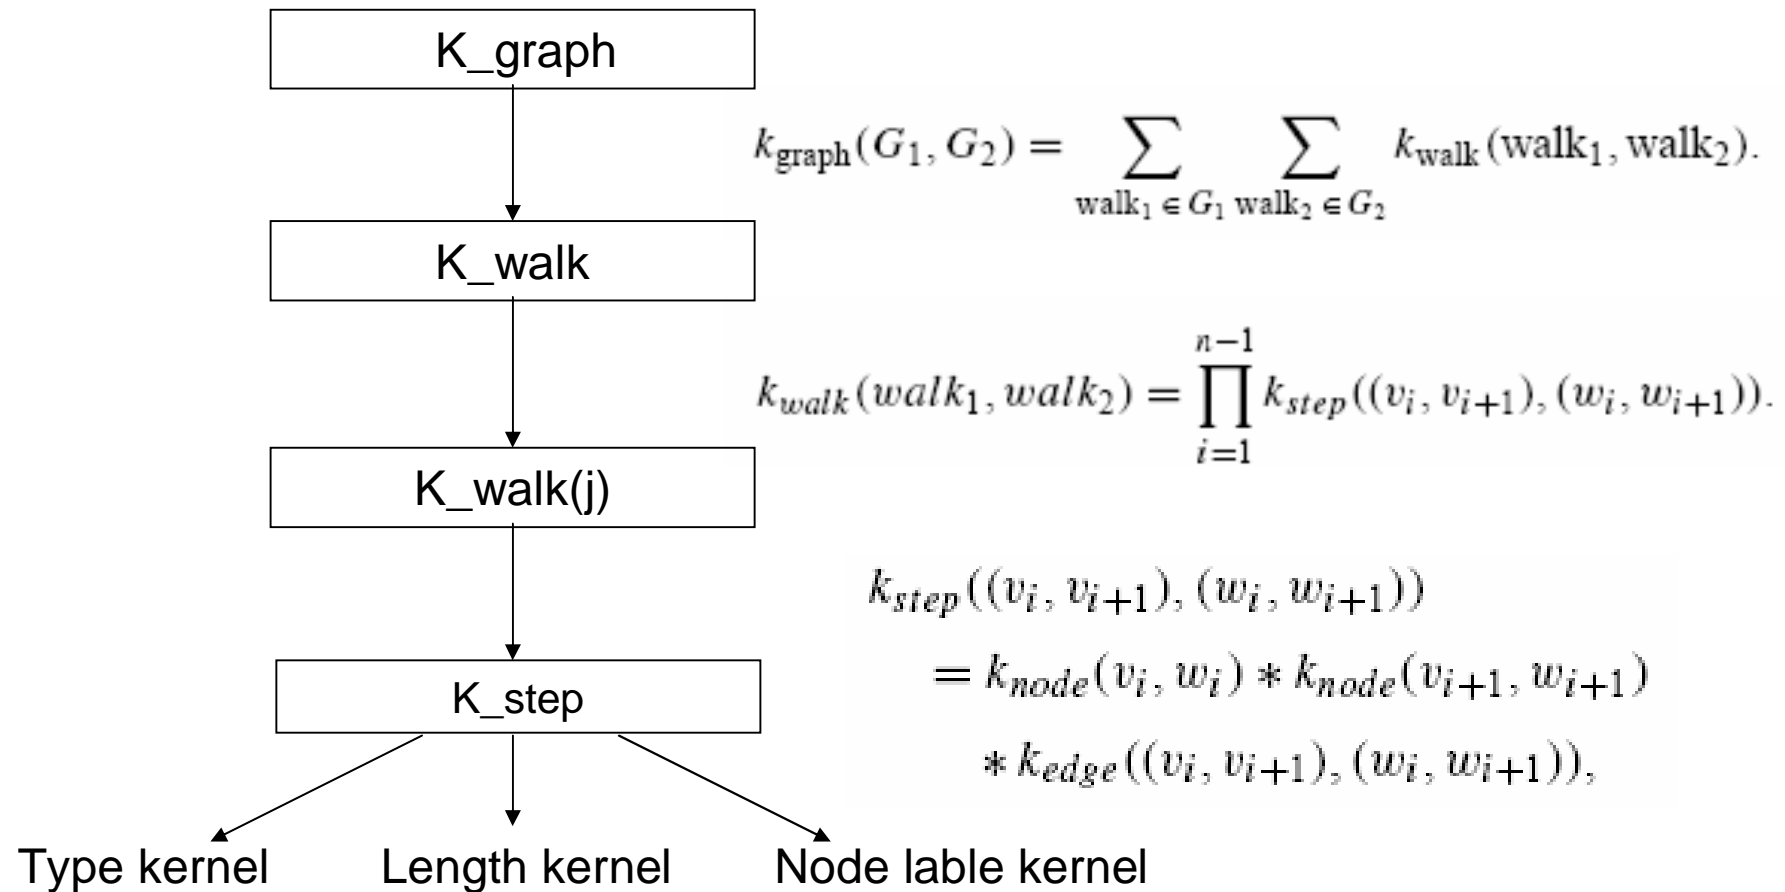 K_graph
k_graph(G_1, G_2) = ∑_{walk_1 ∈ G_1} ∑_{walk_2 ∈ G_2} k_walk(walk_1, walk_2).
K_walk
k_walk(walk_1, walk_2) = ∏_{i=1}^{n−1} k_step((v_i, v_{i+1}), (w_i, w_{i+1})).
K_walk(j)
k_step((v_i, v_{i+1}), (w_i, w_{i+1}))
= k_node(v_i, w_i) * k_node(v_{i+1}, w_{i+1})
K_step
* k_edge((v_i, v_{i+1}), (w_i, w_{i+1})),
Type kernel
Length kernel
Node lable kernel